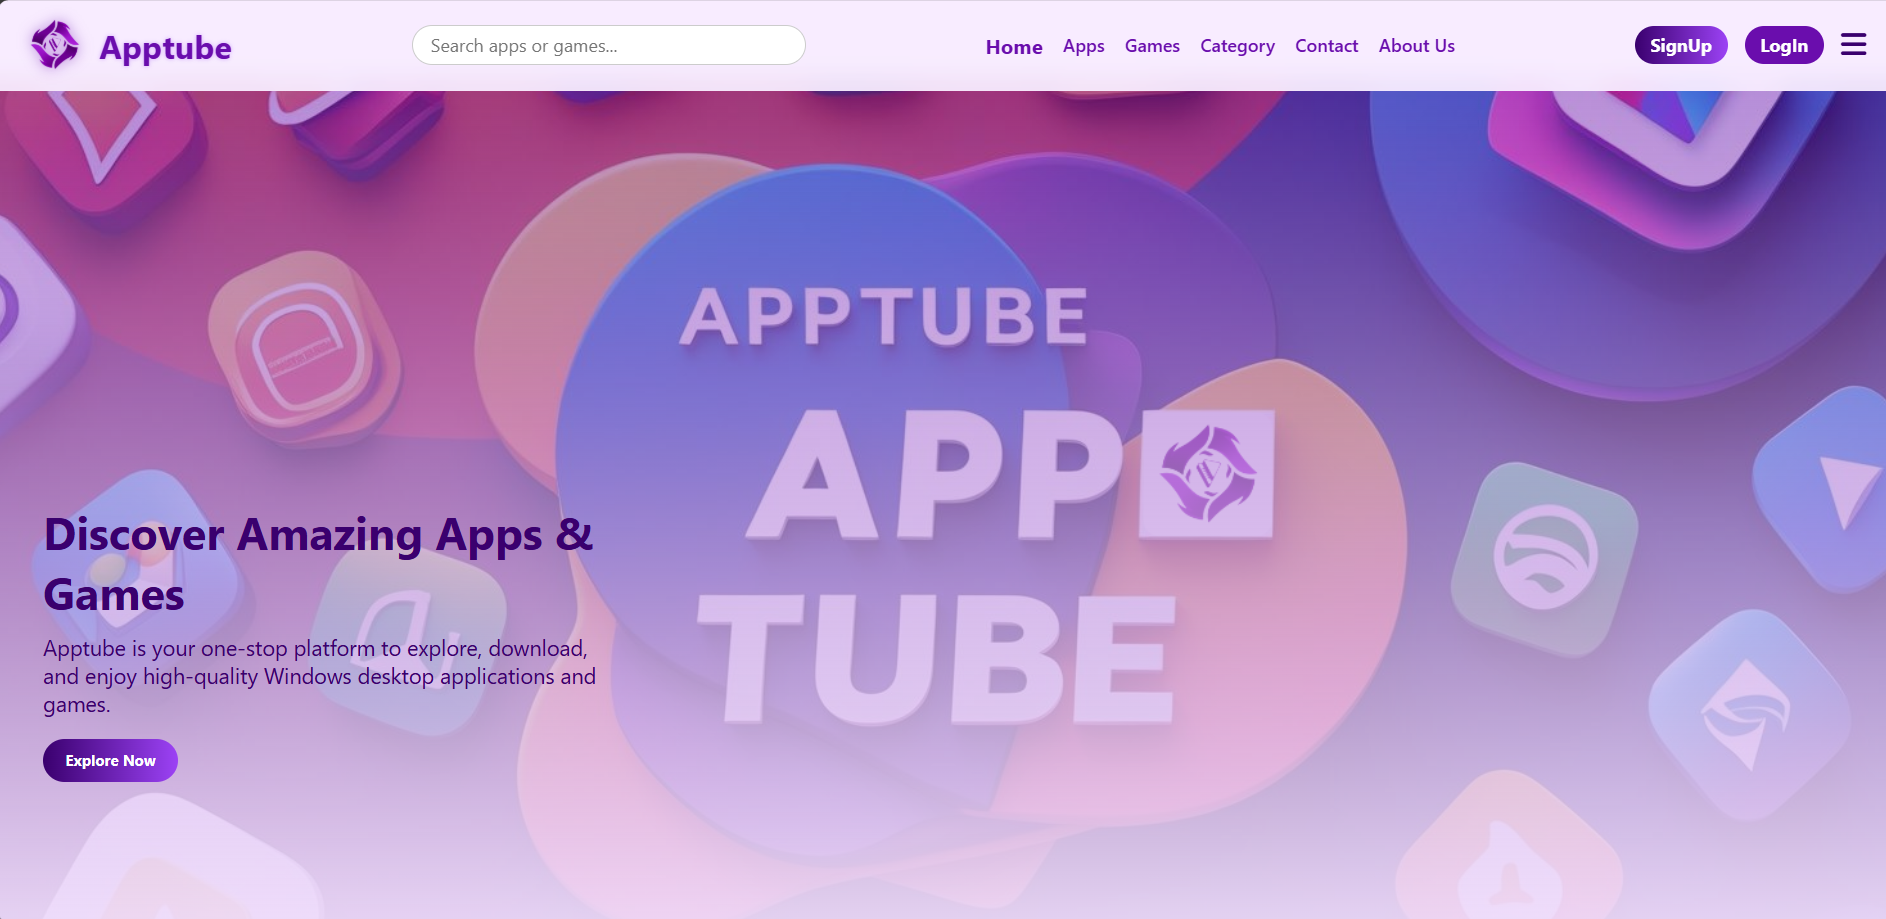 Apptube
Search apps or games...
Home Apps Games Category Contact About Us
SignUp LogIn
APPTUBE
APP
TUBE
Discover Amazing Apps &
Games
Apptube is your one-stop platform to explore, download,
and enjoy high-quality Windows desktop applications and
games.
Explore Now